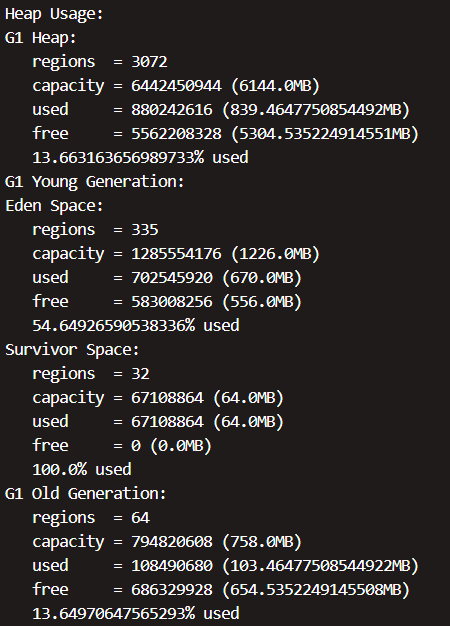 Heap Usage:
G1 Heap:
   regions  = 3072
   capacity = 6442450944 (6144.0MB)
   used     = 880242616 (839.4647750854492MB)
   free     = 5562208328 (5304.535224914551MB)
   13.663163656989733% used
G1 Young Generation:
Eden Space:
   regions  = 335
   capacity = 1285554176 (1226.0MB)
   used     = 702545920 (670.0MB)
   free     = 583008256 (556.0MB)
   54.64926590538336% used
Survivor Space:
   regions  = 32
   capacity = 67108864 (64.0MB)
   used     = 67108864 (64.0MB)
   free     = 0 (0.0MB)
   100.0% used
G1 Old Generation:
   regions  = 64
   capacity = 794820608 (758.0MB)
   used     = 108490680 (103.46477508544922MB)
   free     = 686329928 (654.5352249145508MB)
   13.64970647565293% used